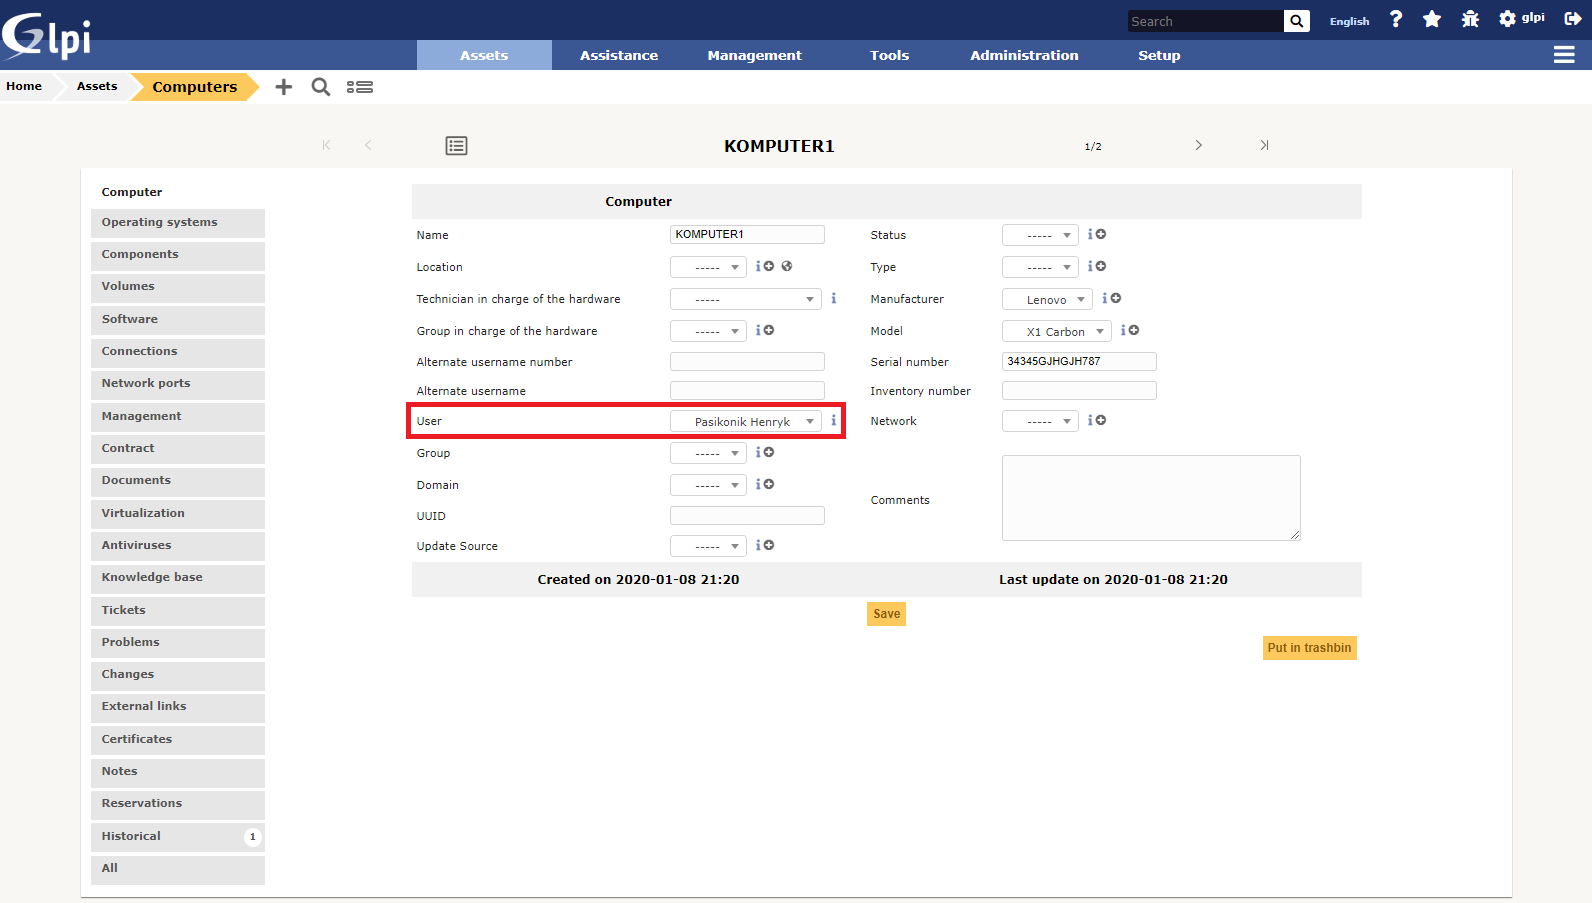 Glpi
Search
English
?
glpi
Assets
Assistance
Management
Tools
Administration
Setup
Home
Assets
Computers
KOMPUTER1
1/2
Computer
Operating systems
Components
Volumes
Software
Connections
Network ports
Management
Contract
Documents
Virtualization
Antiviruses
Knowledge base
Tickets
Problems
Changes
External links
Certificates
Notes
Reservations
Historical 1
All
Computer
Name KOMPUTER1 Status -----
Location ----- Type -----
Technician in charge of the hardware ----- Manufacturer Lenovo
Group in charge of the hardware ----- Model X1 Carbon
Alternate username number Serial number 34345GJHGJH787
Alternate username Inventory number
User Pasikonik Henryk Network -----
Group -----
Domain ----- Comments
UUID
Update Source -----
Created on 2020-01-08 21:20 Last update on 2020-01-08 21:20
Save
Put in trashbin